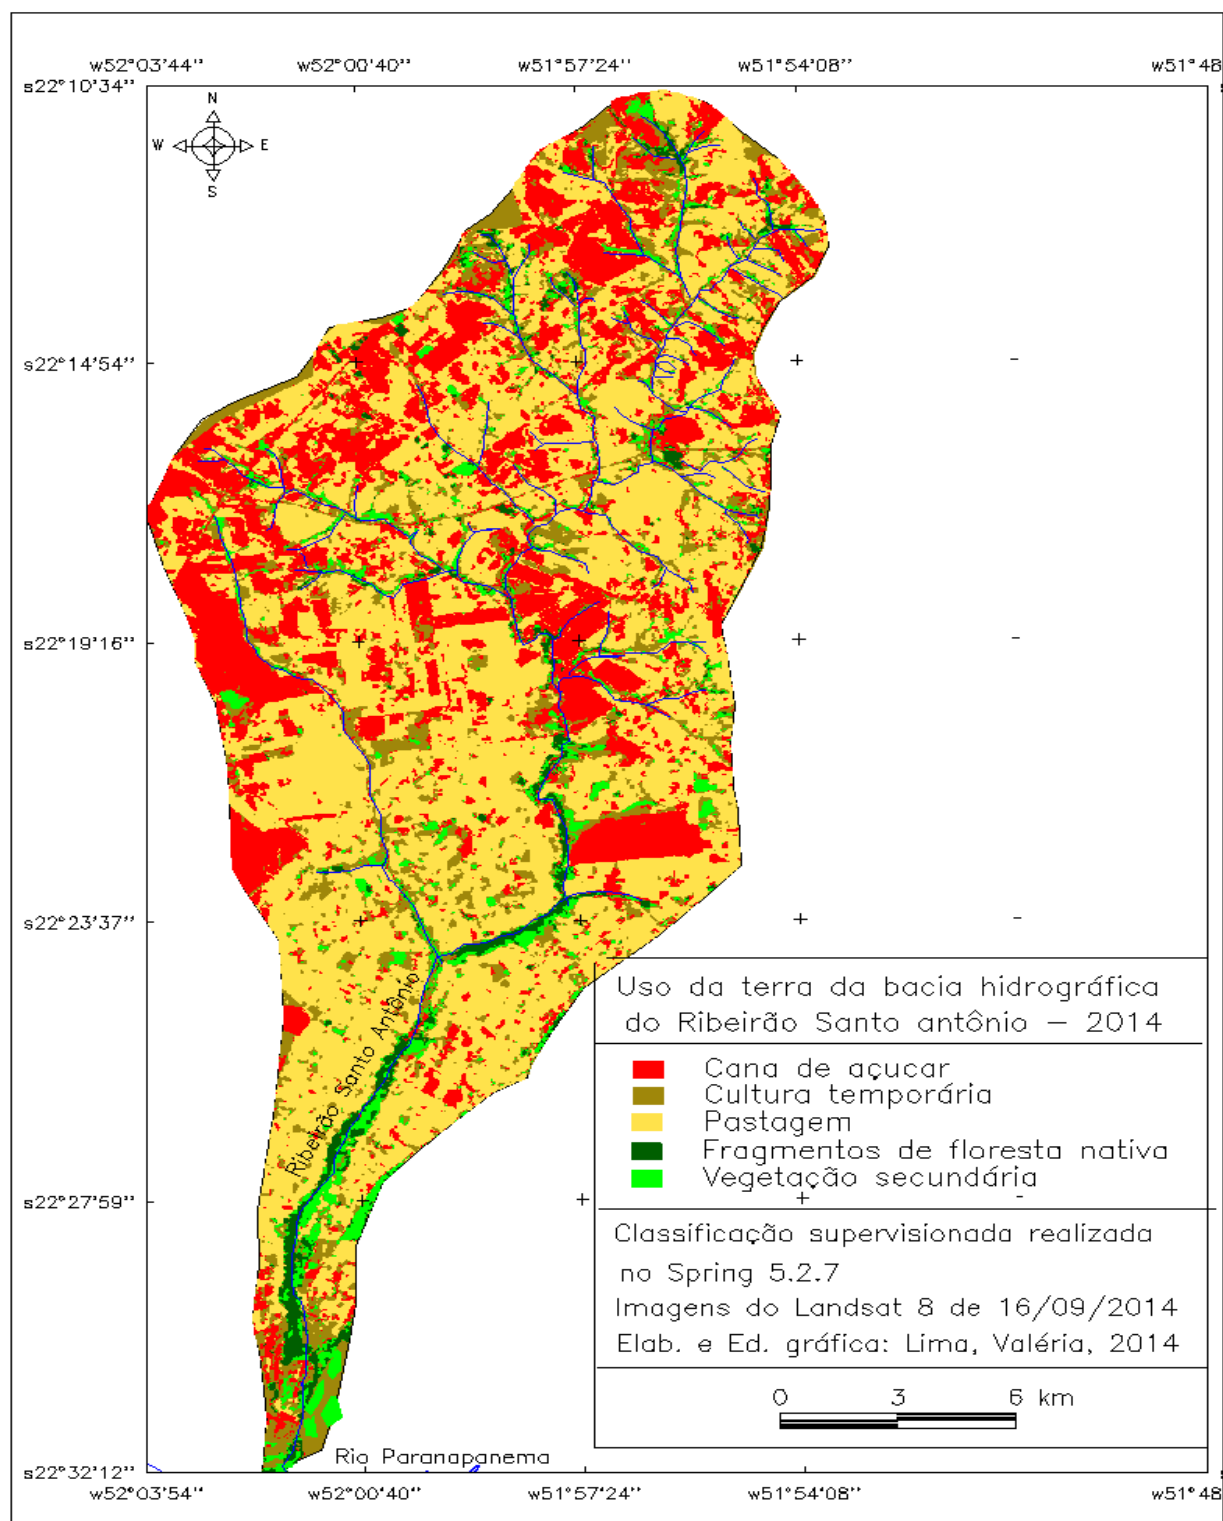 w52°03'44'' w52°00'40'' w51°57'24'' w51°54'08'' w51°48
s22°10'34''
N
W E
S
s22°14'54''
s22°19'16''
s22°23'37''
Ribeirão Santo Antônio
Uso da terra da bacia hidrográfica
do Ribeirão Santo antônio – 2014
Cana de açucar
Cultura temporária
Pastagem
Fragmentos de floresta nativa
Vegetação secundária
s22°27'59''
Classificação supervisionada realizada
no Spring 5.2.7
Imagens do Landsat 8 de 16/09/2014
Elab. e Ed. gráfica: Lima, Valéria, 2014
0 3 6 km
Rio Paranapanema
s22°32'12''
w52°03'54'' w52°00'40'' w51°57'24'' w51°54'08'' w51°48